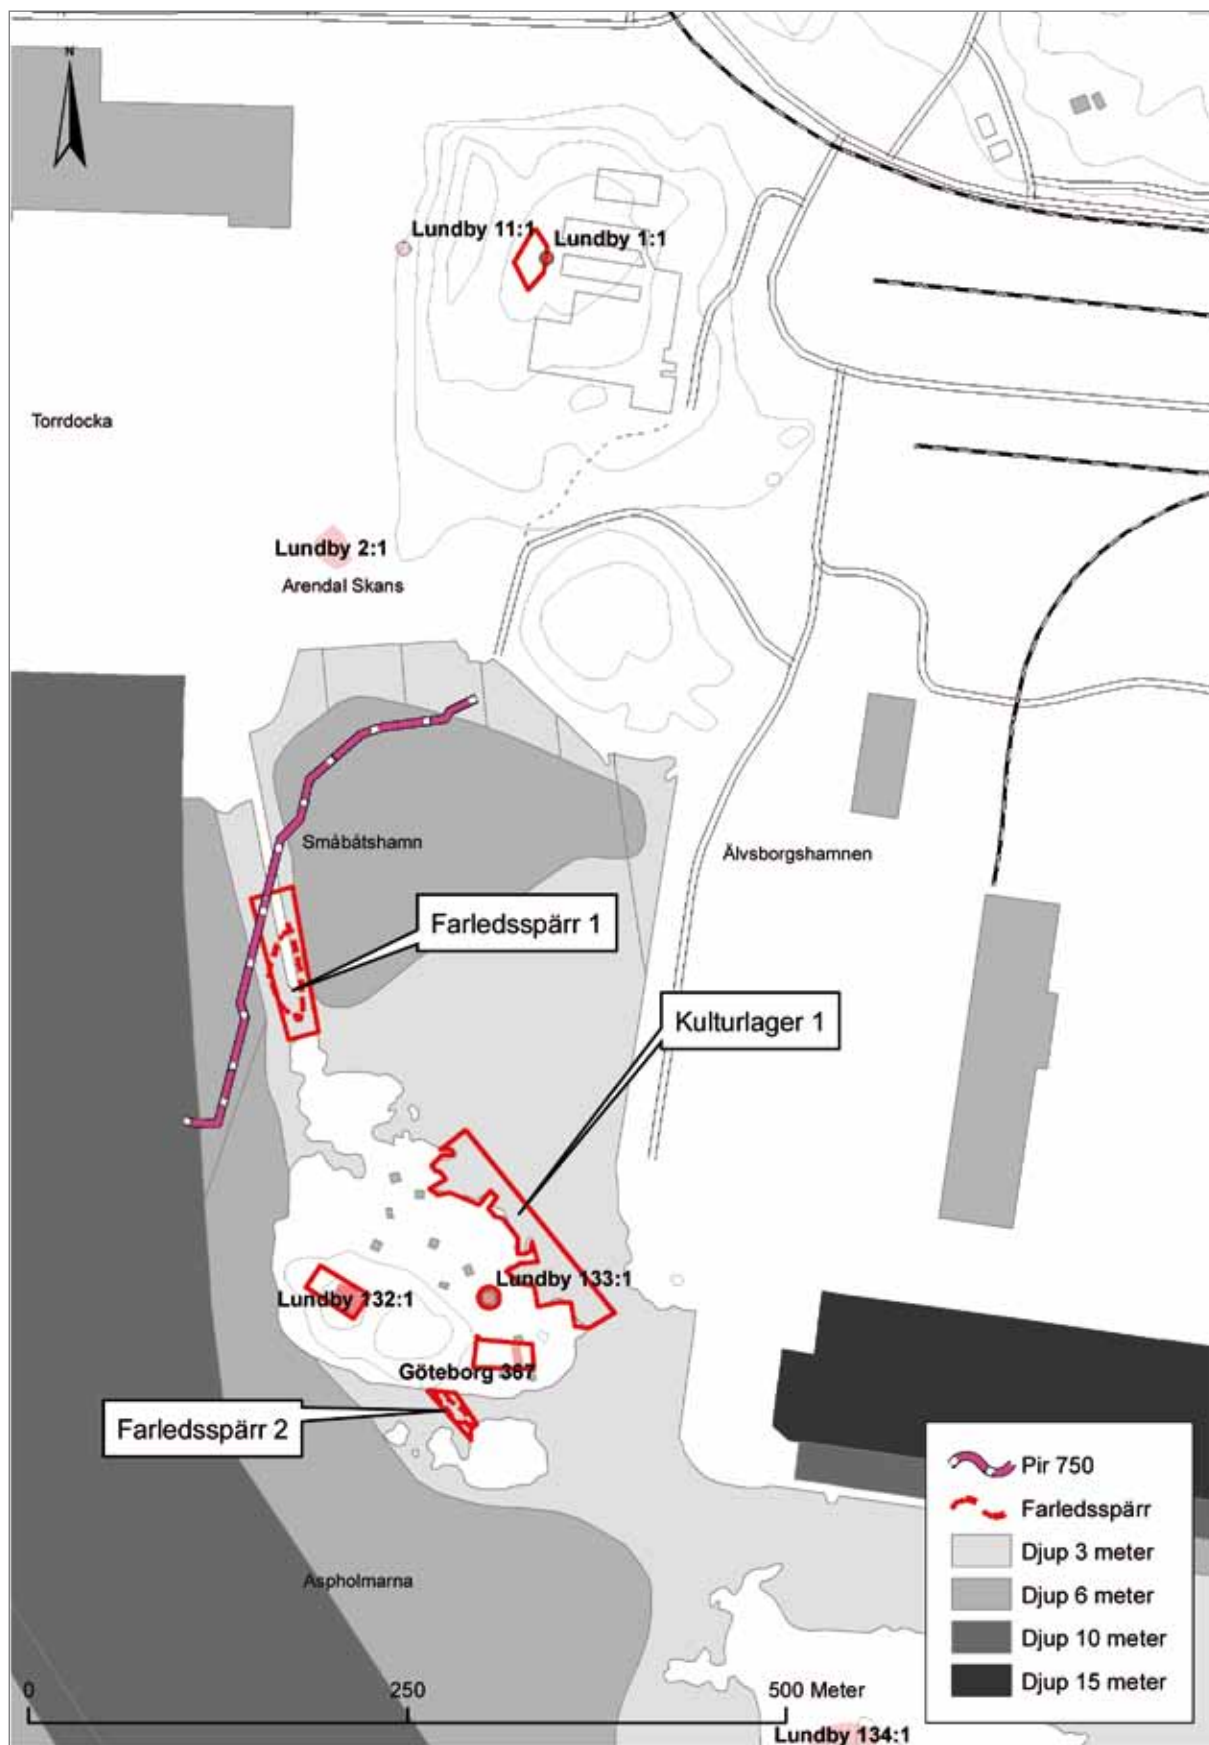 N
Lundby 11:1
Lundby 1:1
Torrdocka
Lundby 2:1
Arendal Skans
Småbåtshamn
Älvsborgshamnen
Farledsspärr 1
Kulturlager 1
Lundby 133:1
Lundby 132:1
Göteborg 367
Farledsspärr 2
Pir 750
Farledsspärr
Djup 3 meter
Djup 6 meter
Djup 10 meter
Djup 15 meter
Aspholmarna
0 250 500 Meter
Lundby 134:1